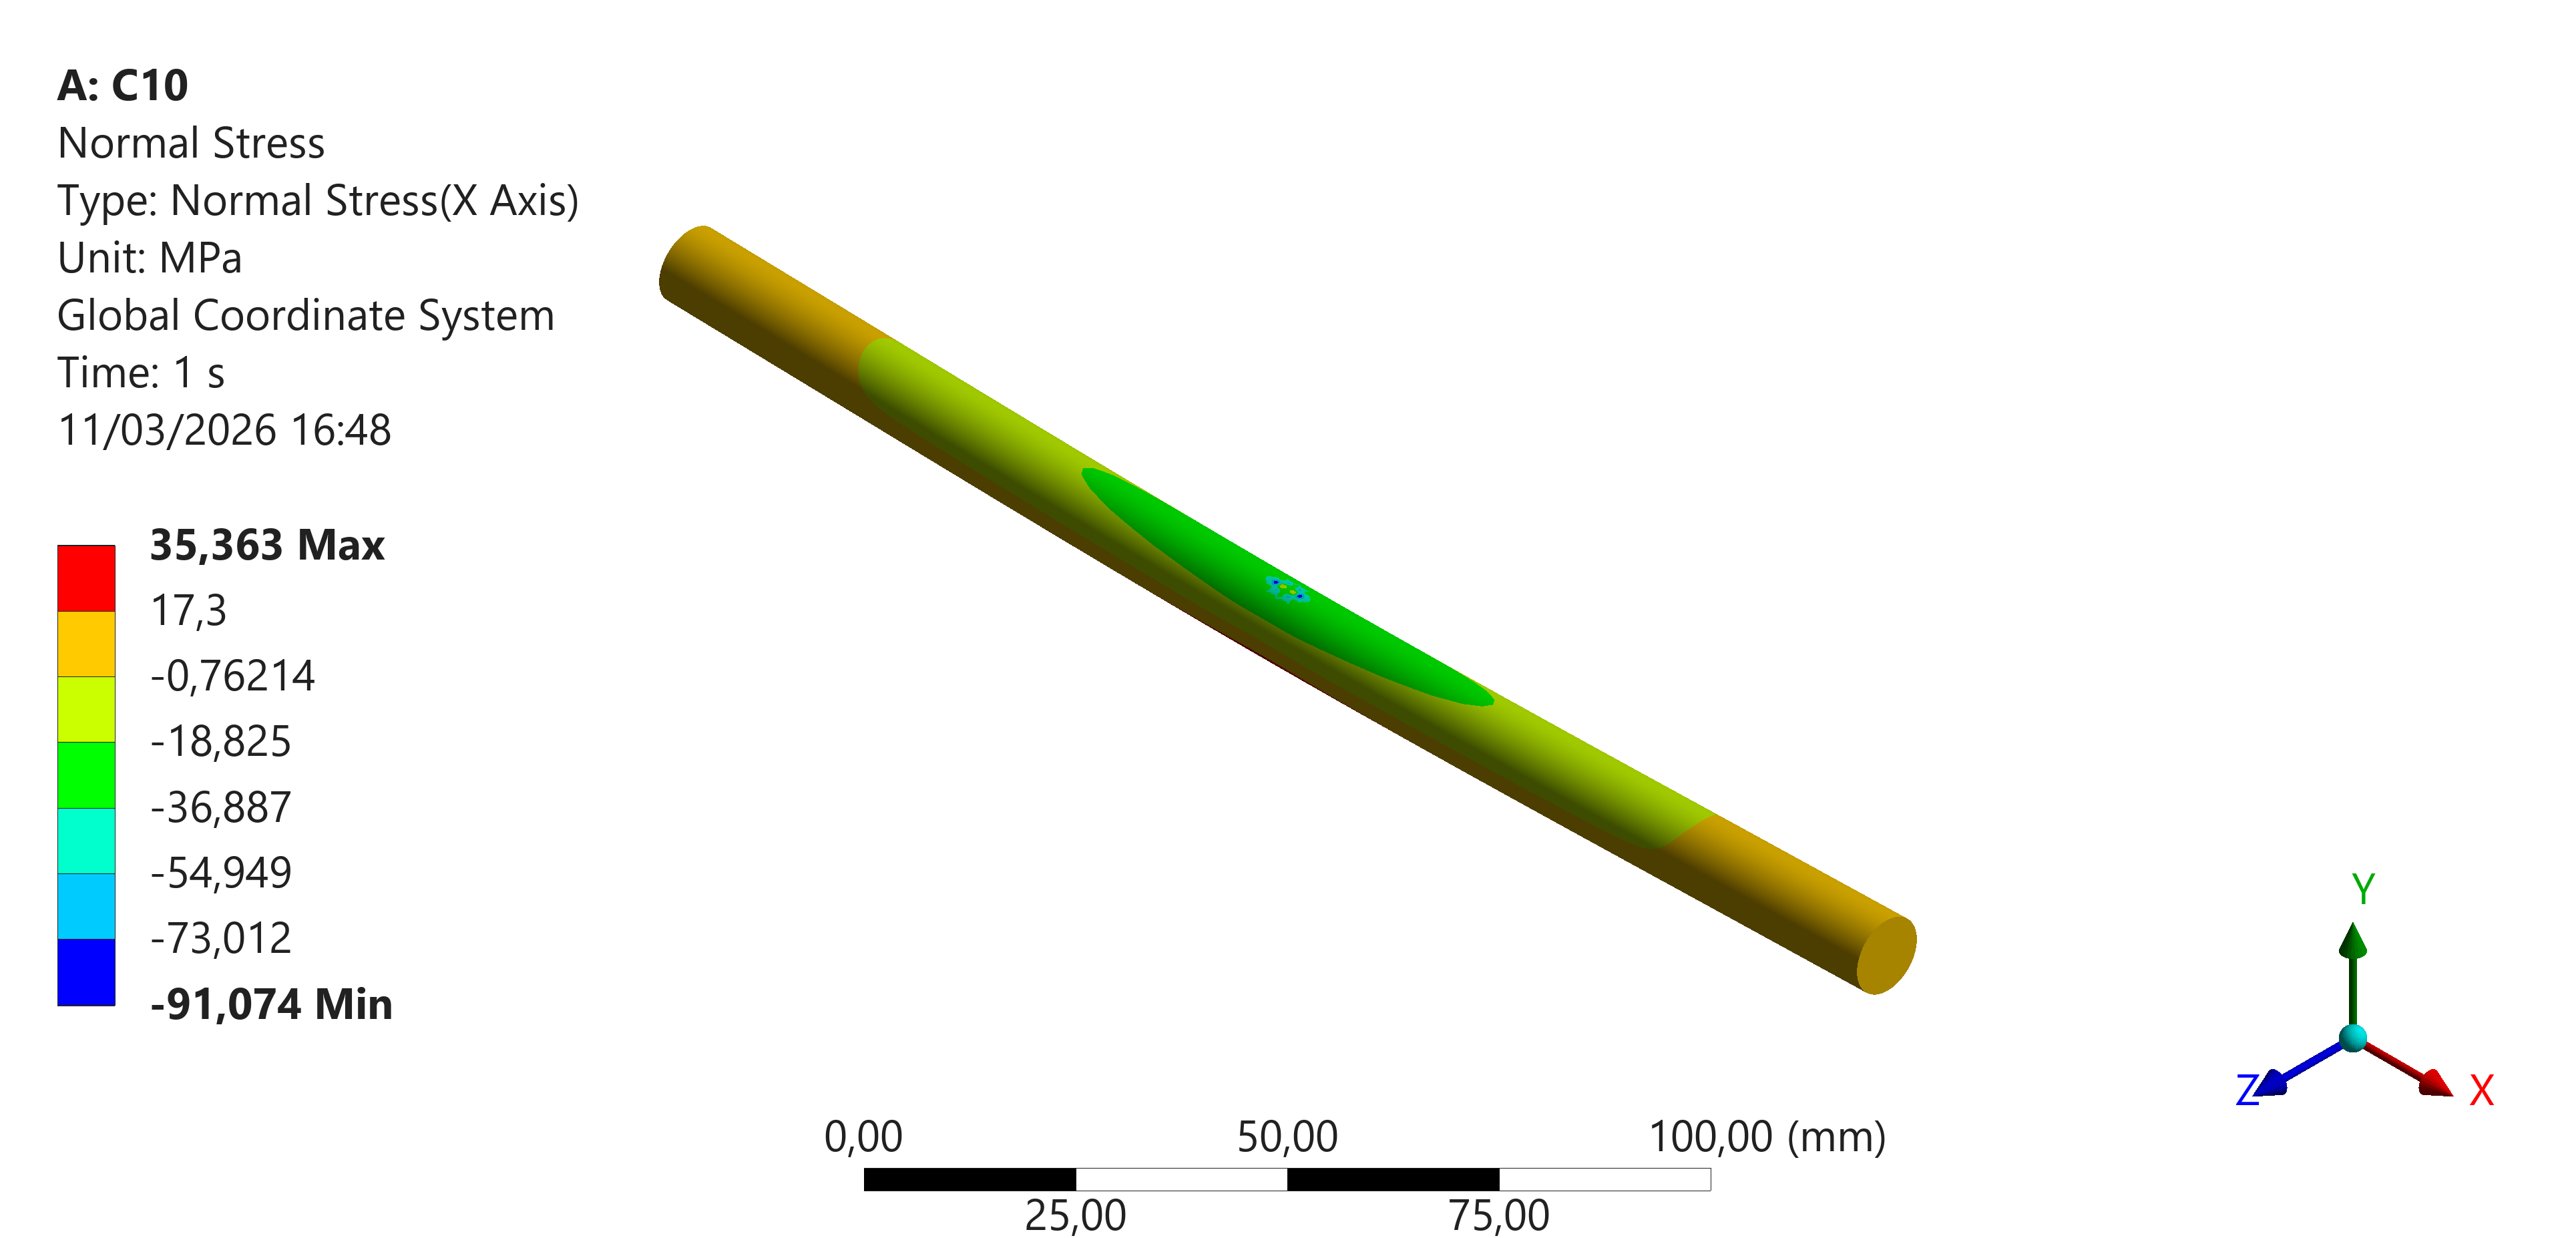 A: C10
Normal Stress
Type: Normal Stress(X Axis)
Unit: MPa
Global Coordinate System
Time: 1 s
11/03/2026 16:48
35,363 Max
17,3
-0,76214
-18,825
-36,887
-54,949
-73,012
-91,074 Min
0,00 50,00 100,00 (mm)
25,00 75,00
Y
Z X